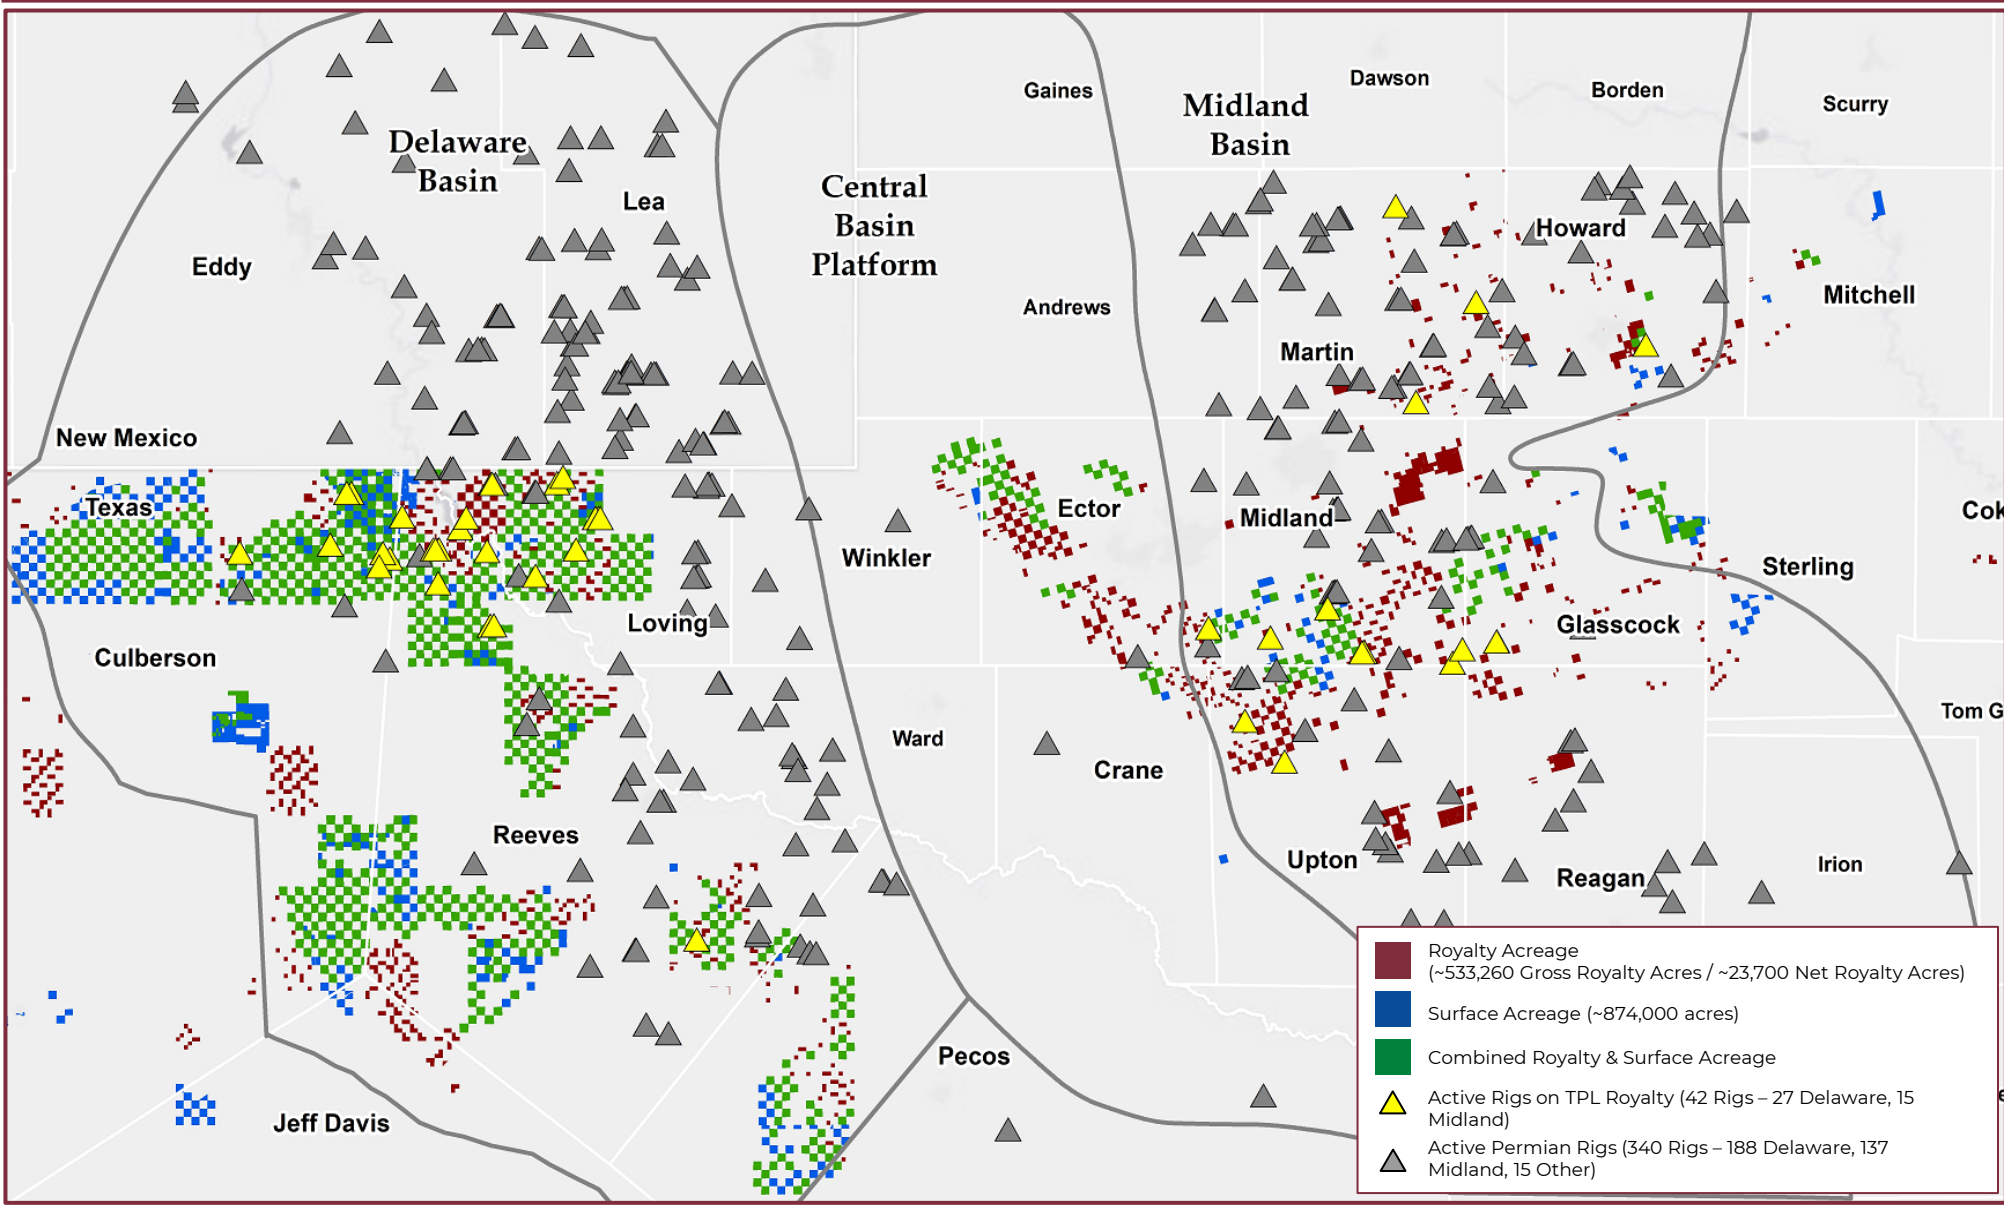 Gaines
Dawson
Borden
Scurry
Midland
Basin
Delaware
Basin
Central
Basin
Platform
Lea
Howard
Eddy
Andrews
Mitchell
Martin
New Mexico
Texas
Ector
Midland
Cok
Winkler
Sterling
Loving
Glasscock
Culberson
Tom G
Ward
Crane
Reeves
Upton
Reagan
Irion
Pecos
Jeff Davis
Royalty Acreage
(~533,260 Gross Royalty Acres / ~23,700 Net Royalty Acres)
Surface Acreage (~874,000 acres)
Combined Royalty & Surface Acreage
Active Rigs on TPL Royalty (42 Rigs – 27 Delaware, 15
Midland)
Active Permian Rigs (340 Rigs – 188 Delaware, 137
Midland, 15 Other)